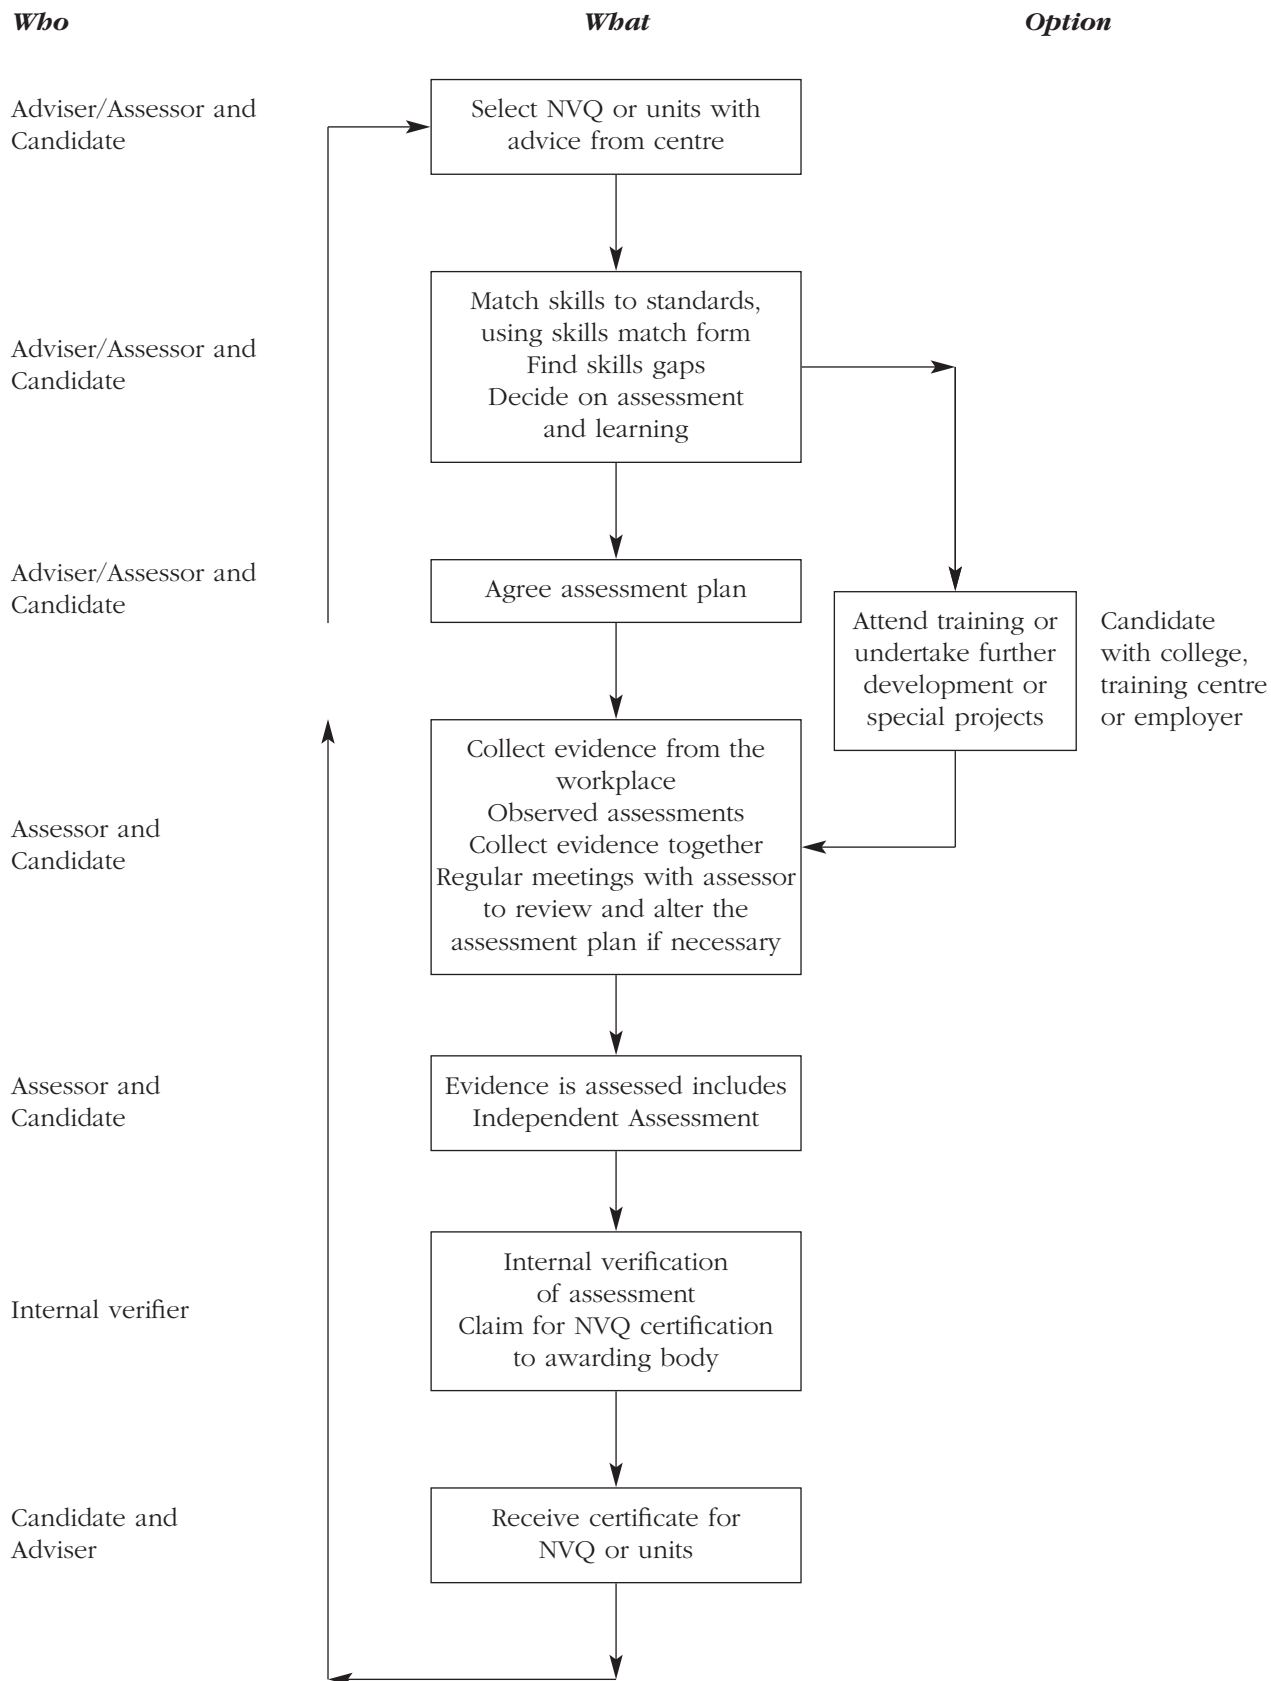 Who
What
Option
Adviser/Assessor and
Candidate
Select NVQ or units with
advice from centre
Adviser/Assessor and
Candidate
Match skills to standards,
using skills match form
Find skills gaps
Decide on assessment
and learning
Adviser/Assessor and
Candidate
Agree assessment plan
Attend training or
undertake further
development or
special projects
Candidate
with college,
training centre
or employer
Assessor and
Candidate
Collect evidence from the
workplace
Observed assessments
Collect evidence together
Regular meetings with assessor
to review and alter the
assessment plan if necessary
Assessor and
Candidate
Evidence is assessed includes
Independent Assessment
Internal verifier
Internal verification
of assessment
Claim for NVQ certification
to awarding body
Candidate and
Adviser
Receive certificate for
NVQ or units